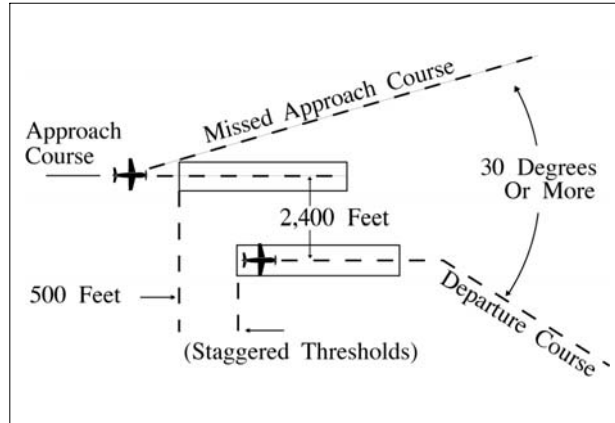 Missed Approach Course
Approach
Course
30 Degrees
Or More
2,400 Feet
500 Feet
Departure Course
(Staggered Thresholds)